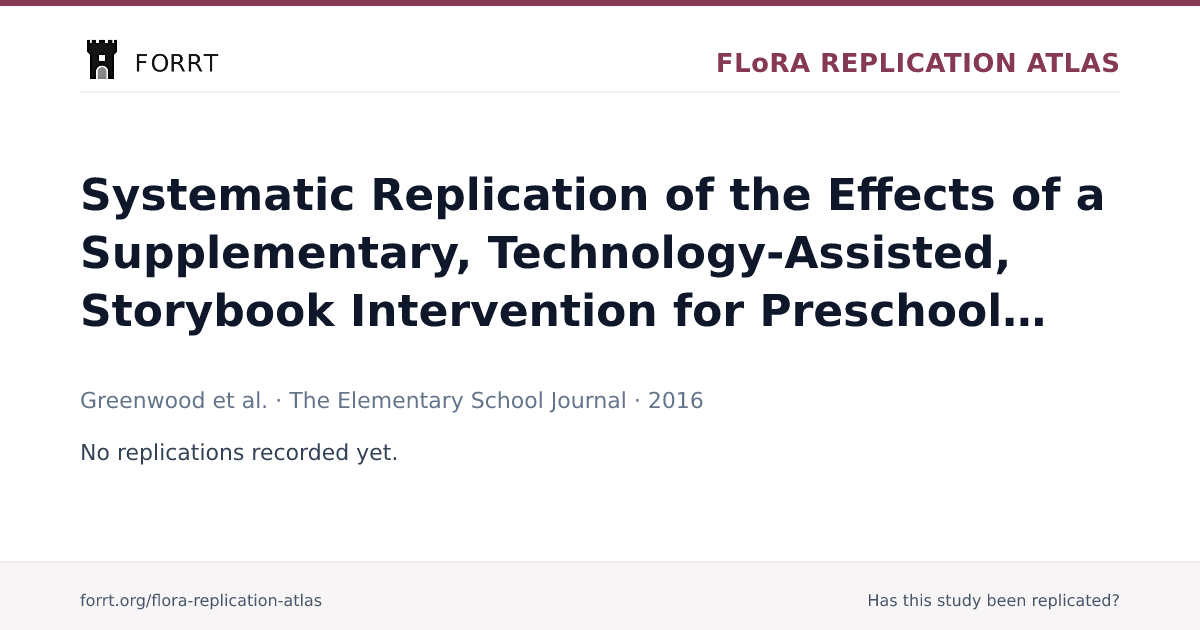 FORRT
FLoRA REPLICATION ATLAS
Systematic Replication of the Effects of a
Supplementary, Technology-Assisted,
Storybook Intervention for Preschool…
Greenwood et al. · The Elementary School Journal · 2016
No replications recorded yet.
forrt.org/flora-replication-atlas
Has this study been replicated?